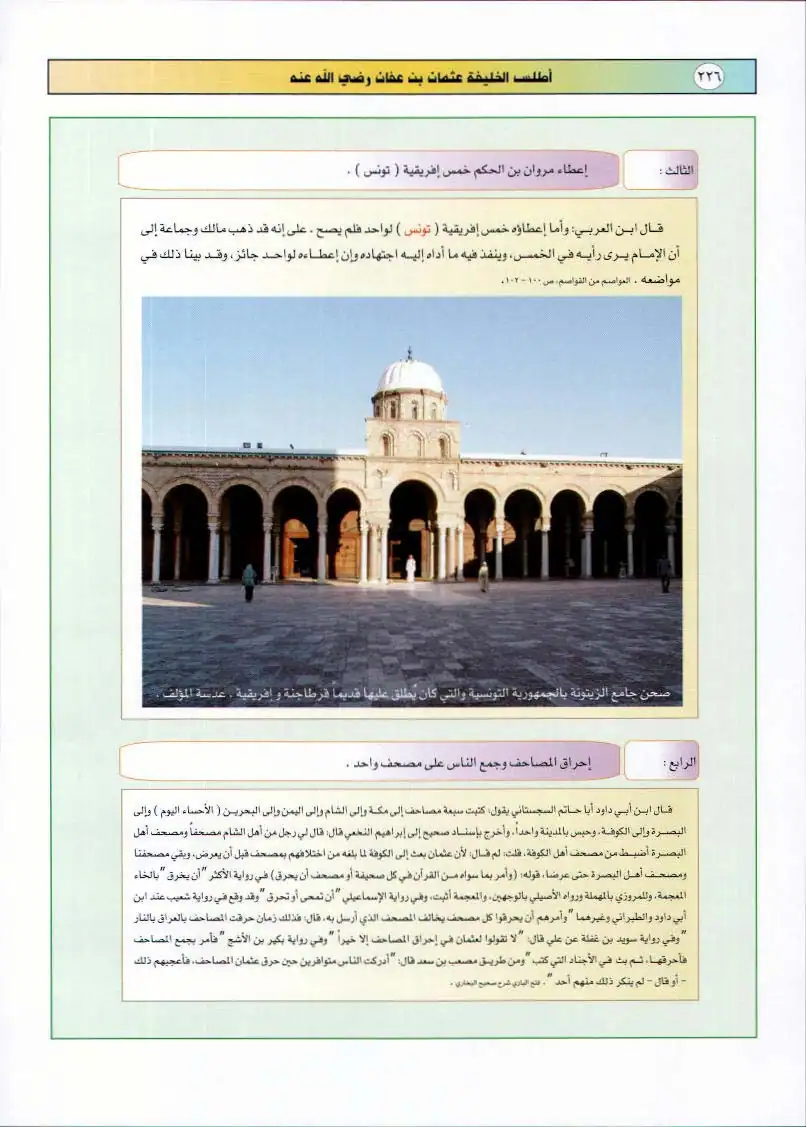 ٢٢٦
أطلس الخليفة عثمان بن عفان رضي الله عنه
الثالث :
إعطاء مروان بن الحكم خمس إفريقية ( تونس ) .
قال ابن العربي: وأما إعطاؤه خمس إفريقية ( تونس ) لواحد فلم يصح . على إنه قد ذهب مالك وجماعة إلى
أن الإمام يرى رأيه في الخمس، وينفذ فيه ما أداه إليه اجتهاده وإن إعطاءه لواحد جائز، وقد بينا ذلك في
مواضعه . العواصم من القواصم، ص ١٠٠ - ١٠٢.
صحن جامع الزيتونة بالجمهورية التونسية والتي كان يُطلق عليها قديماً قرطاجنة و إفريقية . عدسة المؤلف .
الرابع :
إحراق المصاحف وجمع الناس على مصحف واحد .
قال ابن أبي داود أبا حاتم السجستاني يقول: كتبت سبعة مصاحف إلى مكة وإلى الشام وإلى اليمن وإلى البحرين ( الأحساء اليوم ) وإلى
البصرة وإلى الكوفة، وحبس بالمدينة واحداً، وأخرج بإسناد صحيح إلى إبراهيم النخعي قال: قال لي رجل من أهل الشام مصحفاً ومصحف أهل
البصرة أضبط من مصحف أهل الكوفة، قلت: لم قال: لأن عثمان بعث إلى الكوفة لما بلغه من اختلافهم بمصحف قبل أن يعرض، وبقي مصحفنا
ومصحف أهل البصرة حتى عرضا، قوله: (وأمر بما سواه من القرآن في كل صحيفة أو مصحف أن يحرق) في رواية الأكثر "أن يخرق "بالخاء
المعجمة، وللمروزي بالمهملة ورواه الأصيلي بالوجهين، والمعجمة أثبت، وفي رواية الإسماعيلي "أن تمحى أو تحرق "وقد وقع في رواية شعيب عند ابن
أبي داود والطبراني وغيرهما "وأمرهم أن يحرقوا كل مصحف يخالف المصحف الذي أرسل به، قال: فذلك زمان حرقت المصاحف بالعراق بالنار
"وفي رواية سويد بن غفلة عن علي قال: "لا تقولوا لعثمان في إحراق المصاحف إلا خيراً "وفي رواية بكير بن الأشج "فأمر بجمع المصاحف
فأحرقها، ثم بث في الأجناد التي كتب "ومن طريق مصعب بن سعد قال: "أدركت الناس متوافرين حين حرق عثمان المصاحف، فأعجبهم ذلك
- أو قال - لم ينكر ذلك منهم أحد ". فتح الباري شرح صحيح البخاري .